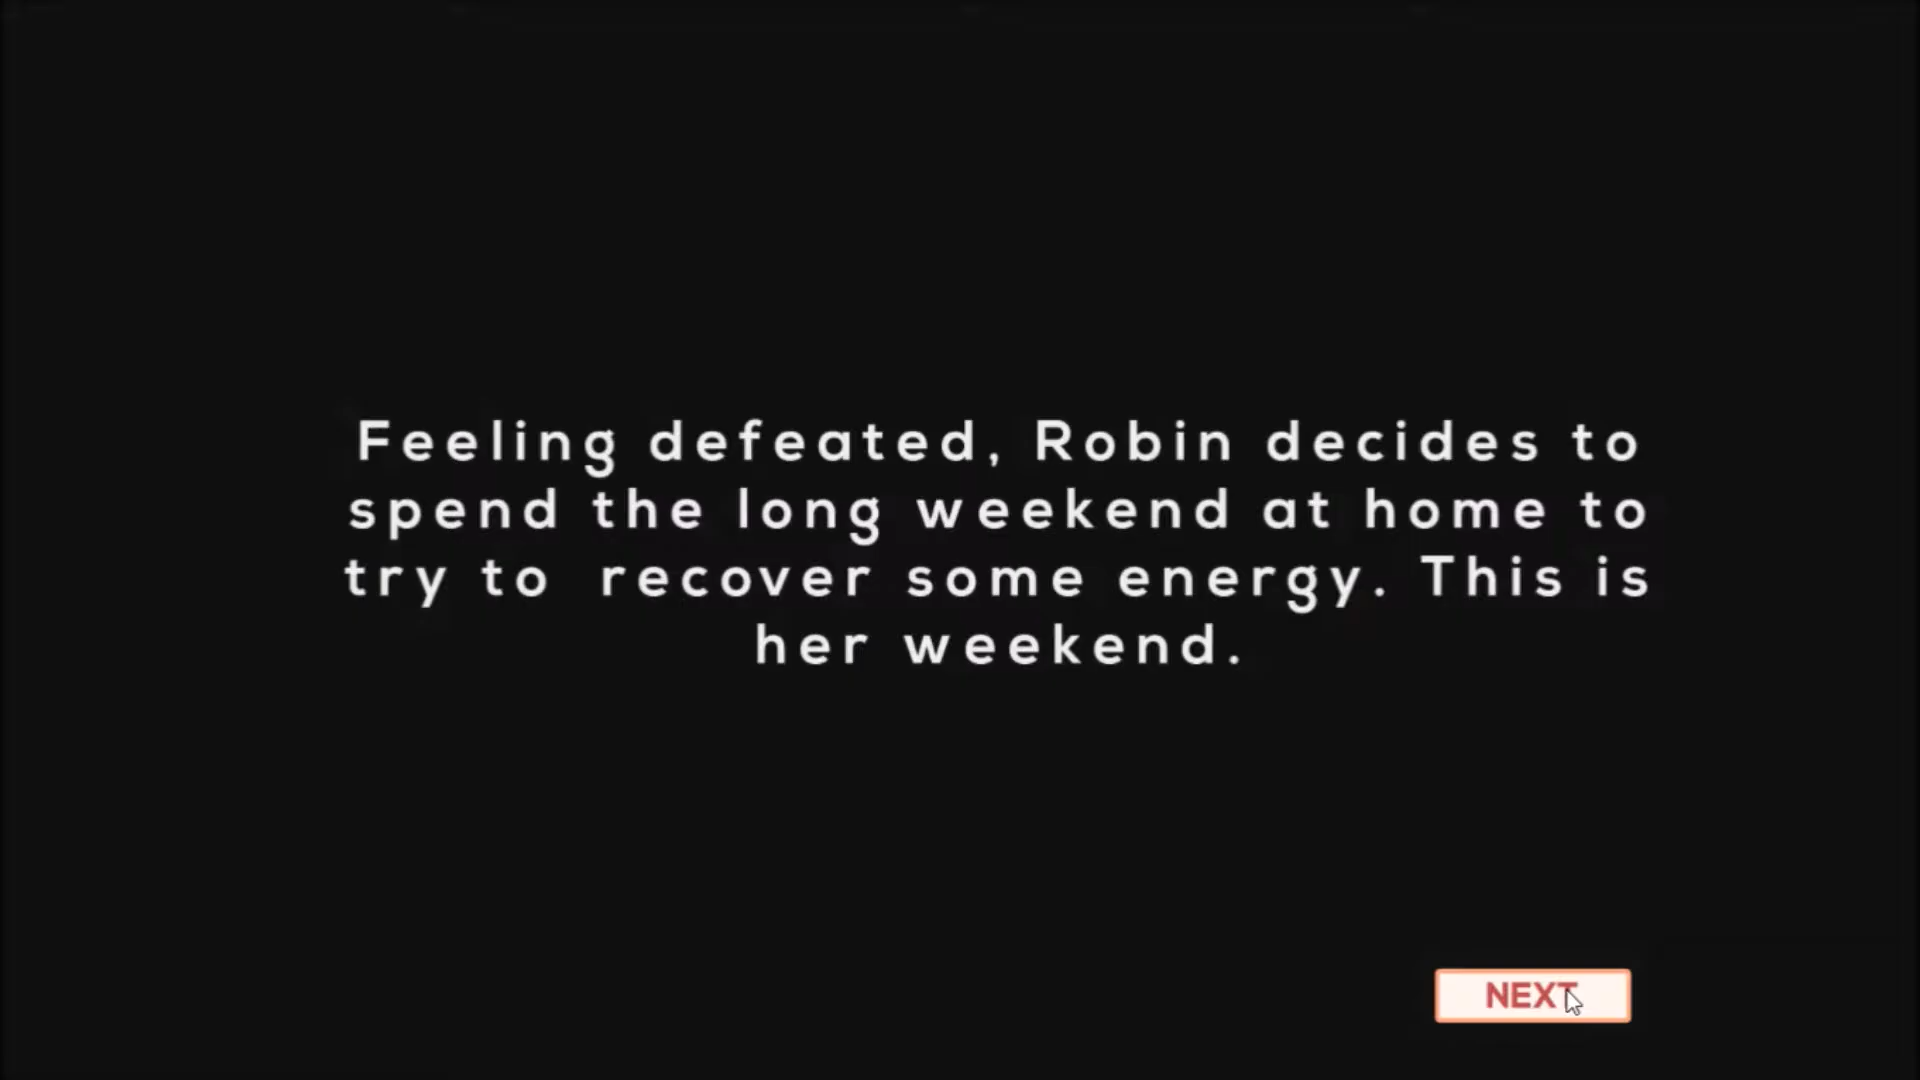 Feeling defeated, Robin decides to
spend the long weekend at home to
try to  recover some energy. This is
her weekend.
NEXT